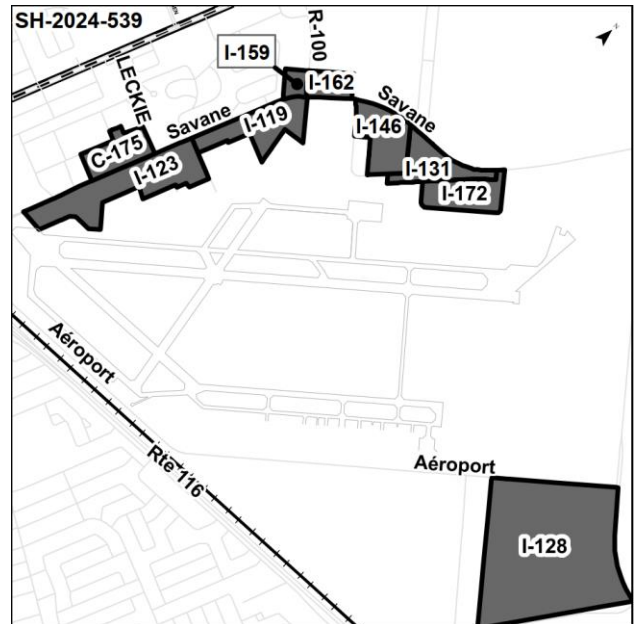 SH-2024-539
R-100
I-159
I-162
LECKIE
Savane
I-119
Savane
I-146
C-175
I-123
I-131
I-172
Aéroport
Rte 116
Aéroport
I-128